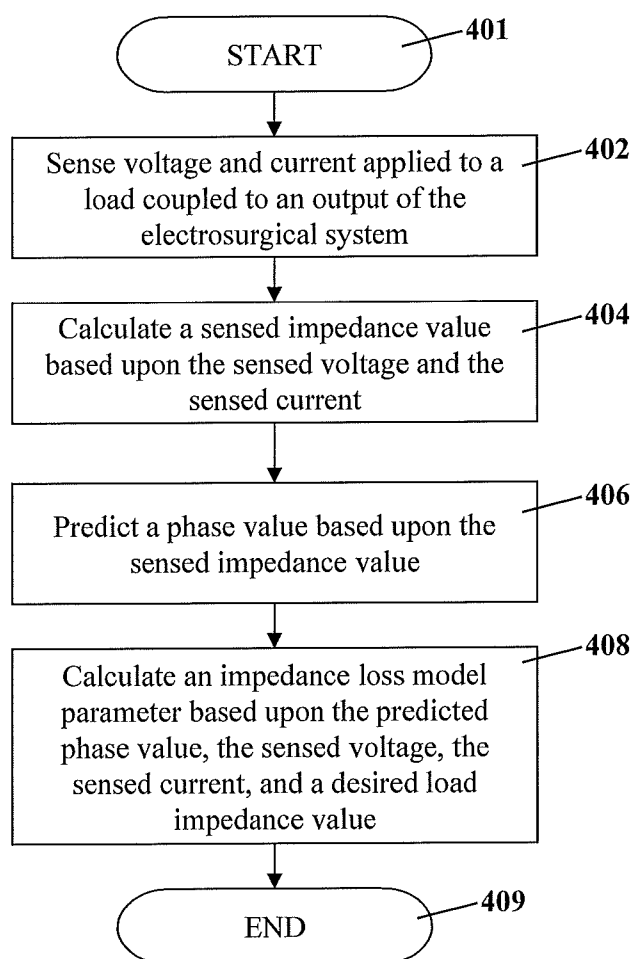 START
401
Sense voltage and current applied to a
load coupled to an output of the
electrosurgical system
402
Calculate a sensed impedance value
based upon the sensed voltage and the
sensed current
404
Predict a phase value based upon the
sensed impedance value
406
Calculate an impedance loss model
parameter based upon the predicted
phase value, the sensed voltage, the
sensed current, and a desired load
impedance value
408
END
409